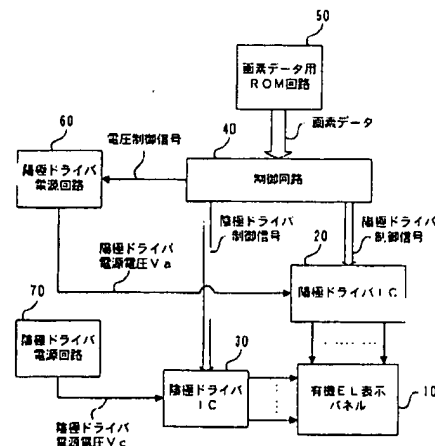 50
画素データ用
ROM回路
60
電圧制御信号
40
画素データ
陽極ドライバ
電源回路
制御回路
陰極ドライバ
制御信号
陽極ドライバ
制御信号
陽極ドライバ
電源電圧Va
20
70
陽極ドライバIC
陰極ドライバ
電源回路
30
陰極ドライバ
IC
有機EL表示
パネル
10
陰極ドライバ
電源電圧Vc